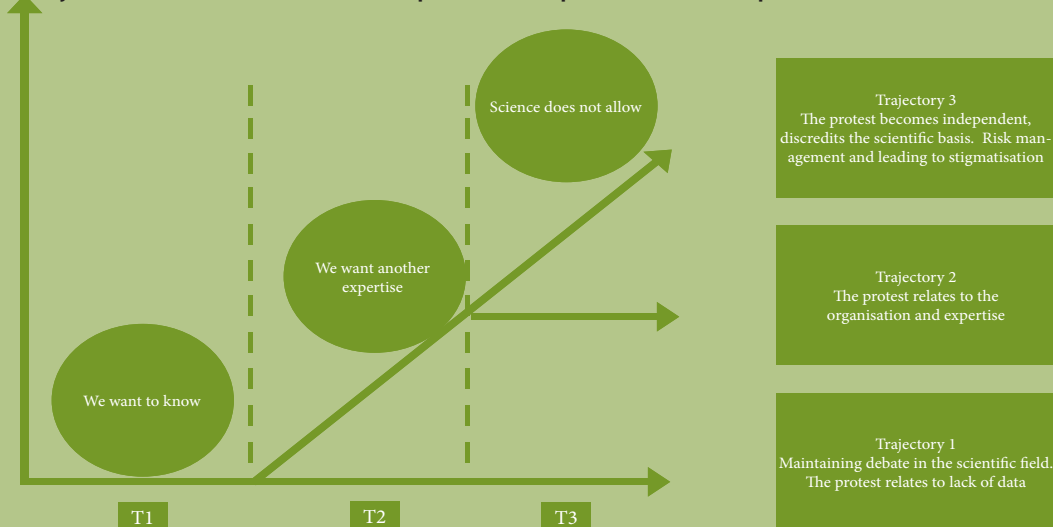 Science does not allow
We want another
expertise
We want to know
T1
T2
T3
Trajectory 3
The protest becomes independent,
discredits the scientific basis. Risk man-
agement and leading to stigmatisation
Trajectory 2
The protest relates to the
organisation and expertise
Trajectory 1
Maintaining debate in the scientific field.
The protest relates to lack of data